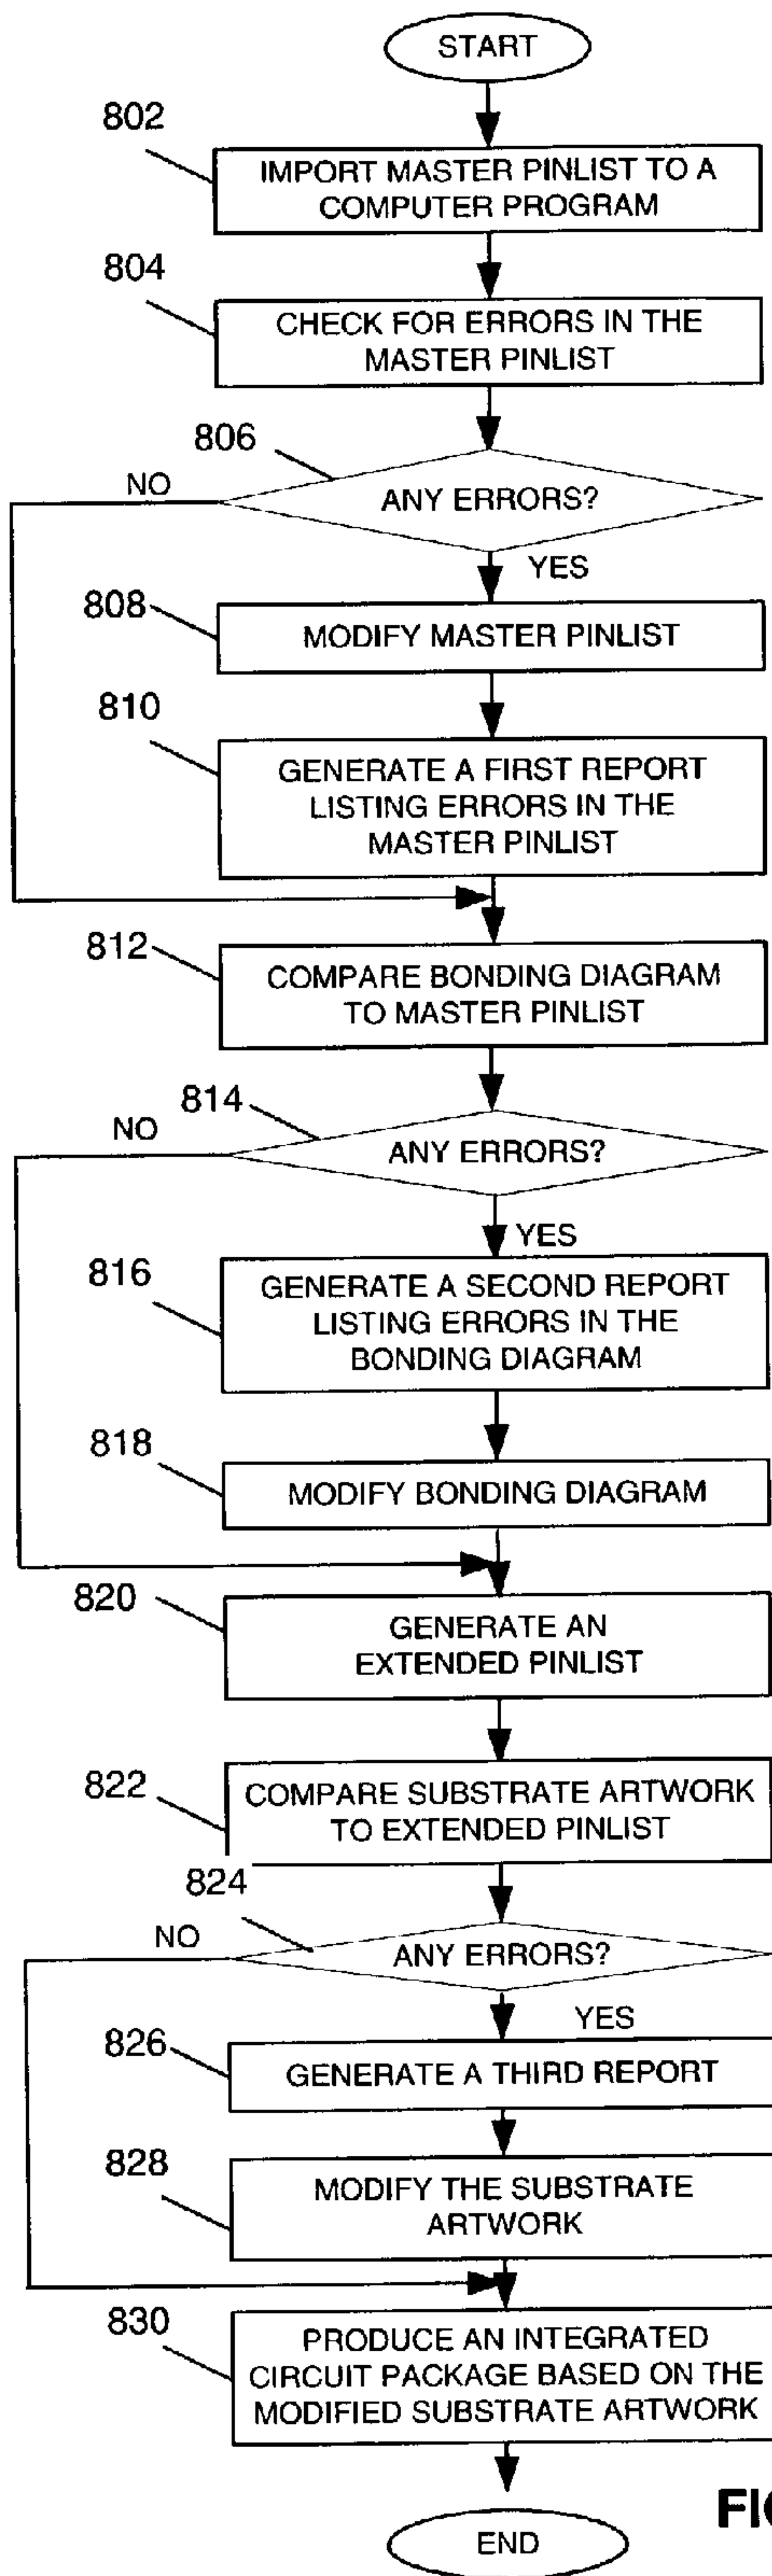 START
802
IMPORT MASTER PINLIST TO A
COMPUTER PROGRAM
804
CHECK FOR ERRORS IN THE
MASTER PINLIST
806
NO
ANY ERRORS?
YES
808
MODIFY MASTER PINLIST
810
GENERATE A FIRST REPORT
LISTING ERRORS IN THE
MASTER PINLIST
812
COMPARE BONDING DIAGRAM
TO MASTER PINLIST
814
NO
ANY ERRORS?
YES
816
GENERATE A SECOND REPORT
LISTING ERRORS IN THE
BONDING DIAGRAM
818
MODIFY BONDING DIAGRAM
820
GENERATE AN
EXTENDED PINLIST
822
COMPARE SUBSTRATE ARTWORK
TO EXTENDED PINLIST
824
NO
ANY ERRORS?
YES
826
GENERATE A THIRD REPORT
828
MODIFY THE SUBSTRATE
ARTWORK
830
PRODUCE AN INTEGRATED
CIRCUIT PACKAGE BASED ON THE
MODIFIED SUBSTRATE ARTWORK
END